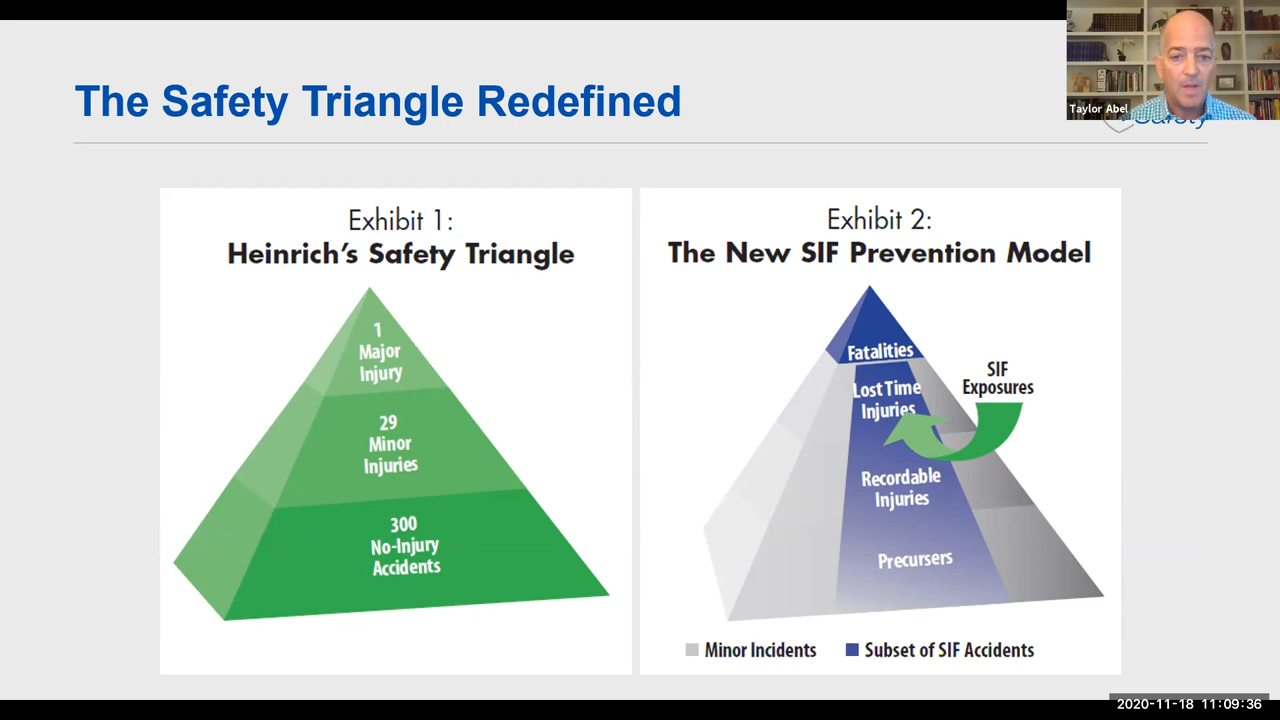 The Safety Triangle Redefined
Taylor Abel
Safety
Exhibit 1:
Heinrich's Safety Triangle
1
Major
Injury
29
Minor
Injuries
300
No-Injury
Accidents
Exhibit 2:
The New SIF Prevention Model
Fatalities
Lost Time
Injuries
SIF
Exposures
Recordable
Injuries
Precursers
Minor Incidents
Subset of SIF Accidents
2020-11-18 11:09:36